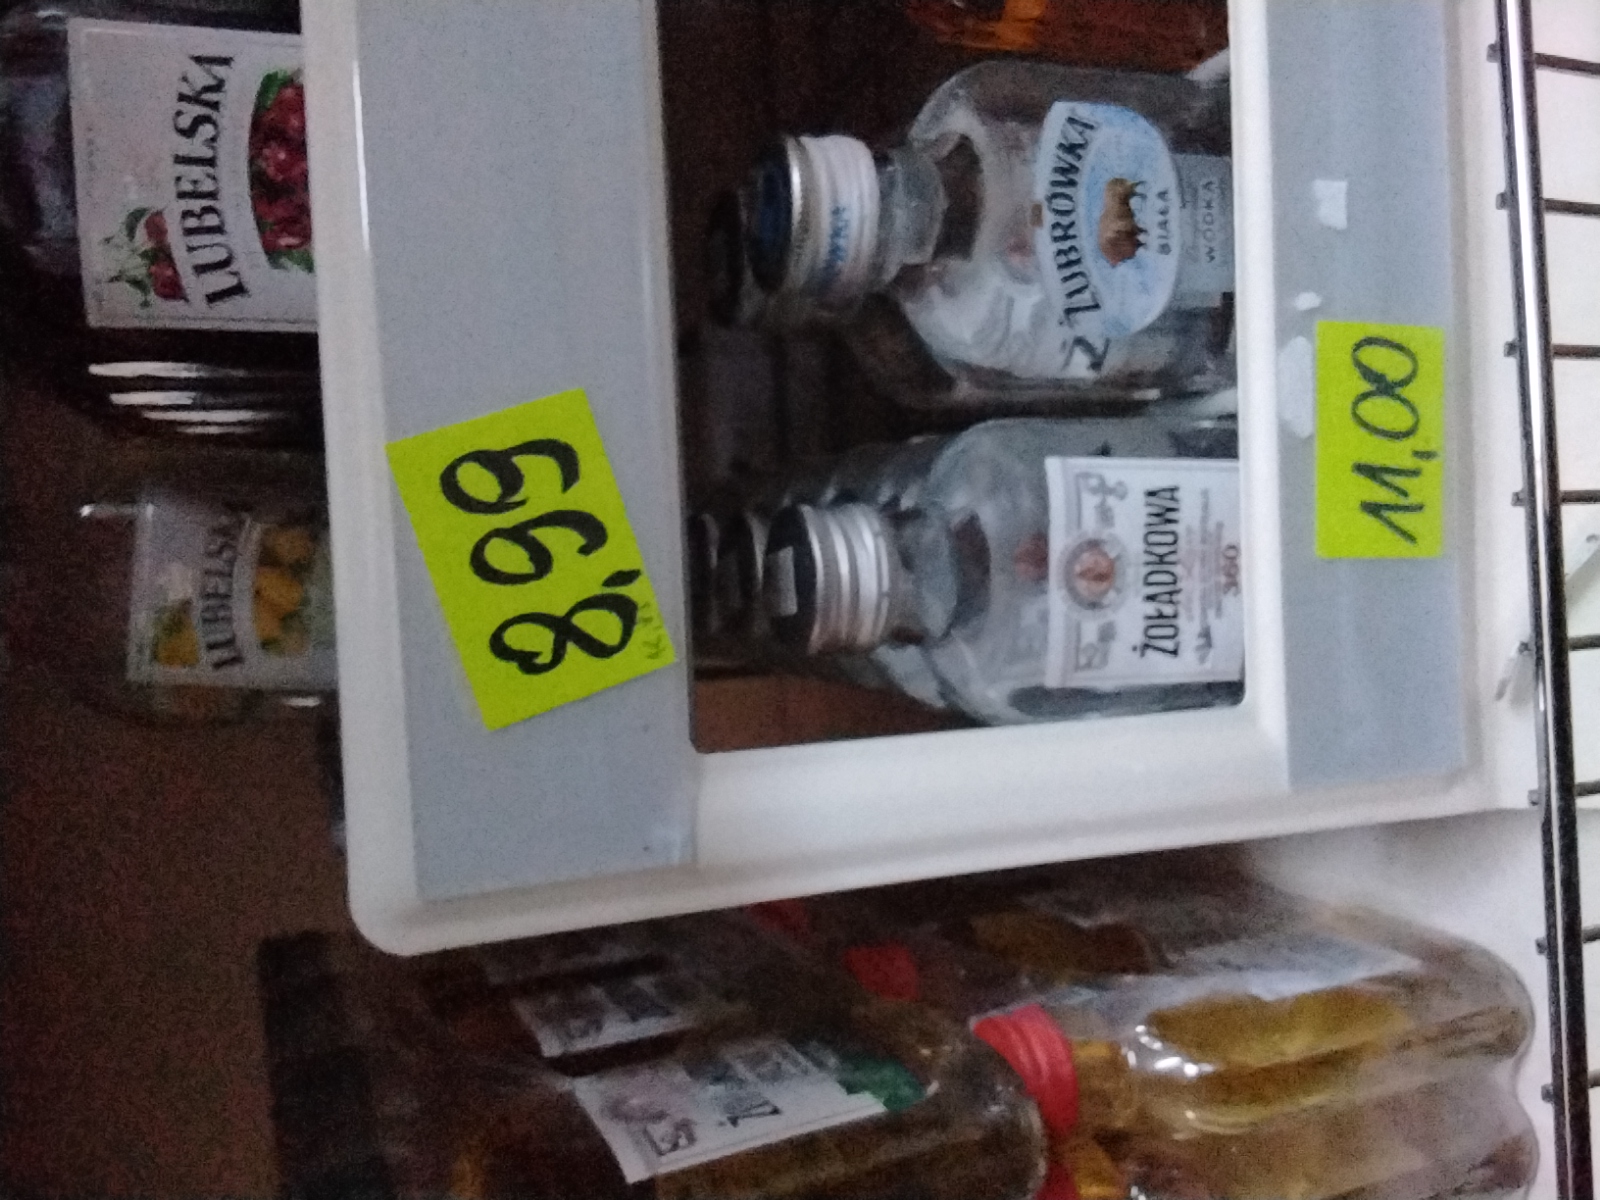 LUBELSKA
LUBELSKA
8,99
ŻUBRÓWKA
BIAŁA
WÓDKA
ŻOŁĄDKOWA
360
11,00